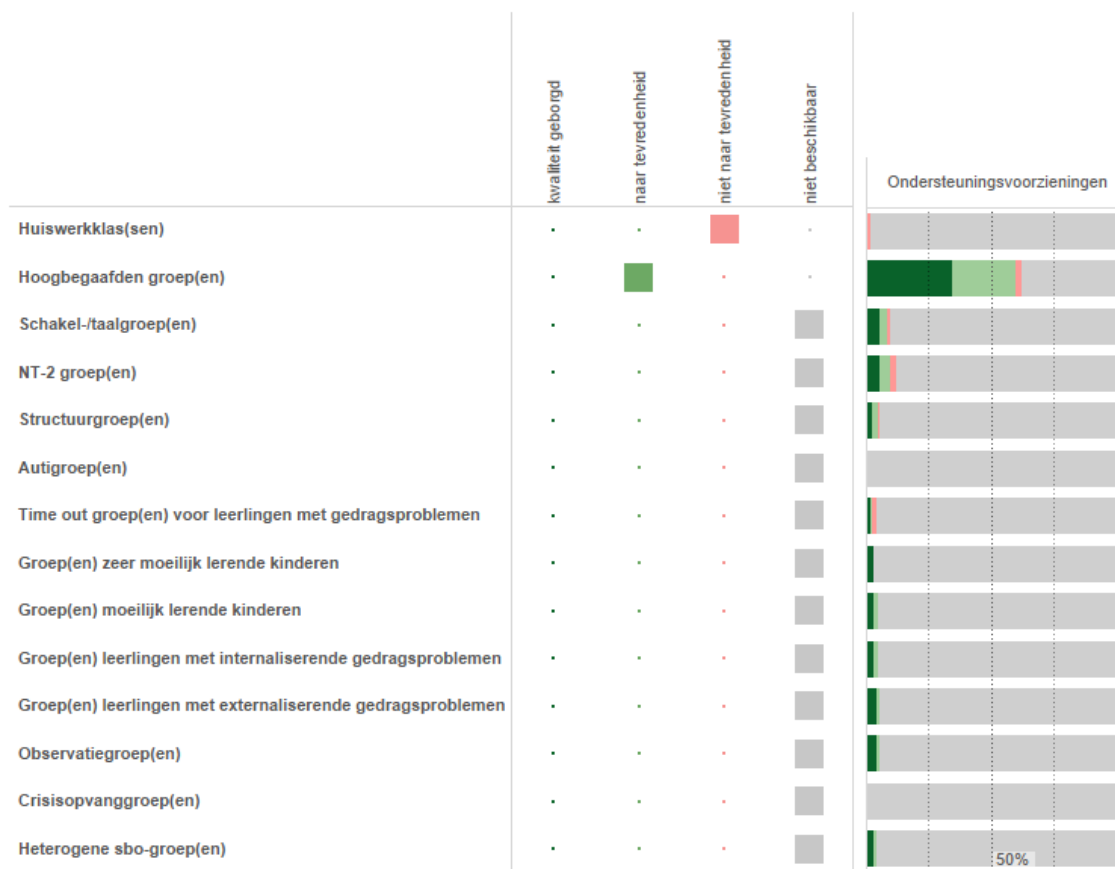 kwaliteit geborgd
naar tevredenheid
niet naar tevredenheid
niet beschikbaar
Ondersteuningsvoorzieningen
Huiswerkklas(sen)
Hoogbegaafden groep(en)
Schakel-/taalgroep(en)
NT-2 groep(en)
Structuurgroep(en)
Autigroep(en)
Time out groep(en) voor leerlingen met gedragsproblemen
Groep(en) zeer moeilijk lerende kinderen
Groep(en) moeilijk lerende kinderen
Groep(en) leerlingen met internaliserende gedragsproblemen
Groep(en) leerlingen met externaliserende gedragsproblemen
Observatiegroep(en)
Crisisopvanggroep(en)
Heterogene sbo-groep(en)
50%